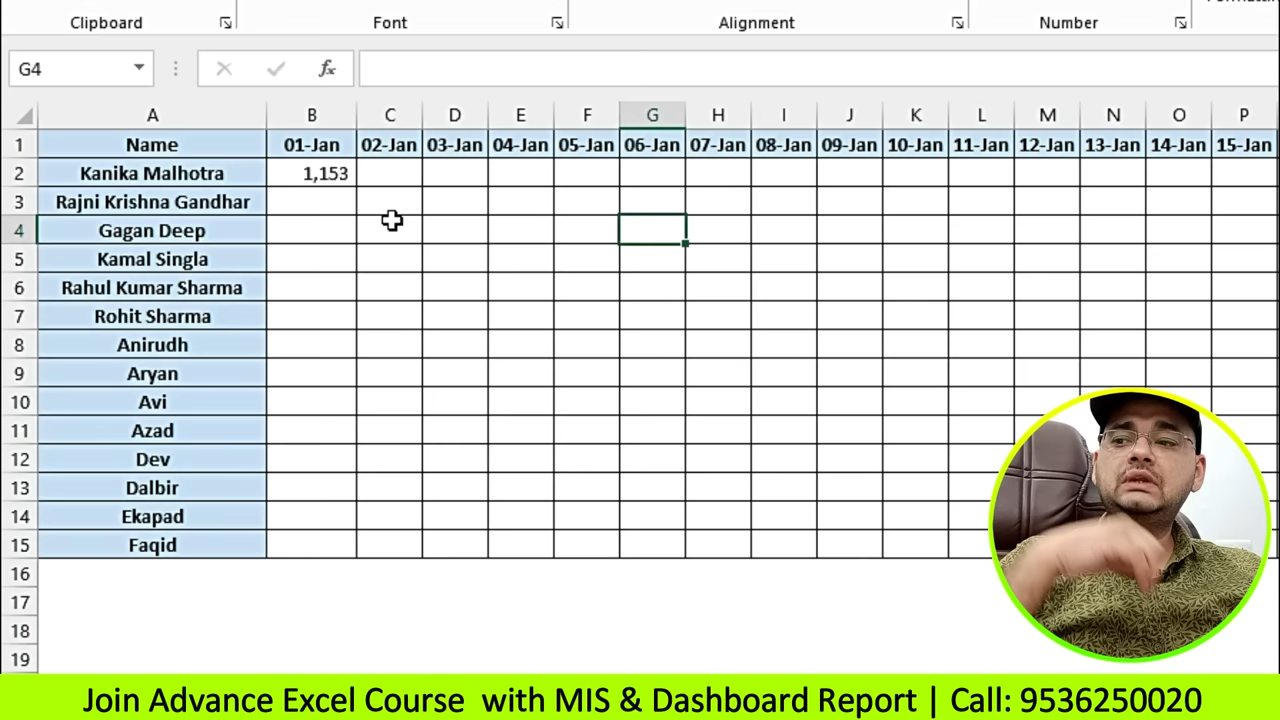 Clipboard Font Alignment Number
G4 fx
A B C D E F G H I J K L M N O P
1 Name 01-Jan 02-Jan 03-Jan 04-Jan 05-Jan 06-Jan 07-Jan 08-Jan 09-Jan 10-Jan 11-Jan 12-Jan 13-Jan 14-Jan 15-Jan
2 Kanika Malhotra 1,153
3 Rajni Krishna Gandhar
4 Gagan Deep
5 Kamal Singla
6 Rahul Kumar Sharma
7 Rohit Sharma
8 Anirudh
9 Aryan
10 Avi
11 Azad
12 Dev
13 Dalbir
14 Ekapad
15 Faqid
16
17
18
19
Join Advance Excel Course with MIS & Dashboard Report | Call: 9536250020